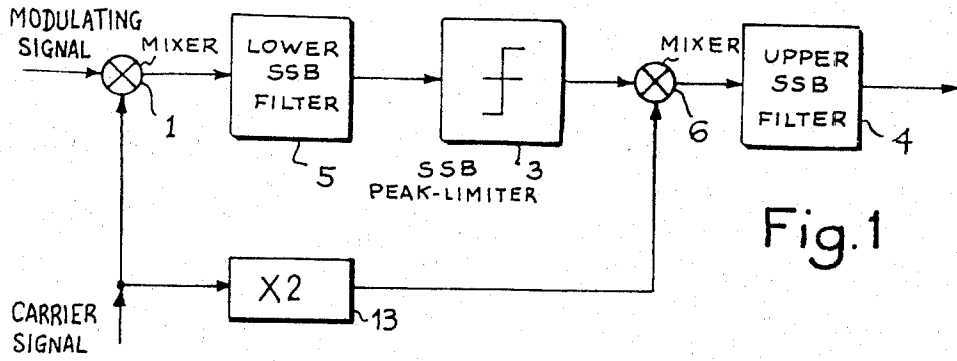 MODULATING
SIGNAL
MIXER
1
LOWER
SSB
FILTER
5
3
SSB
PEAK-LIMITER
MIXER
6
UPPER
SSB
FILTER
4
Fig.1
X2
13
CARRIER
SIGNAL